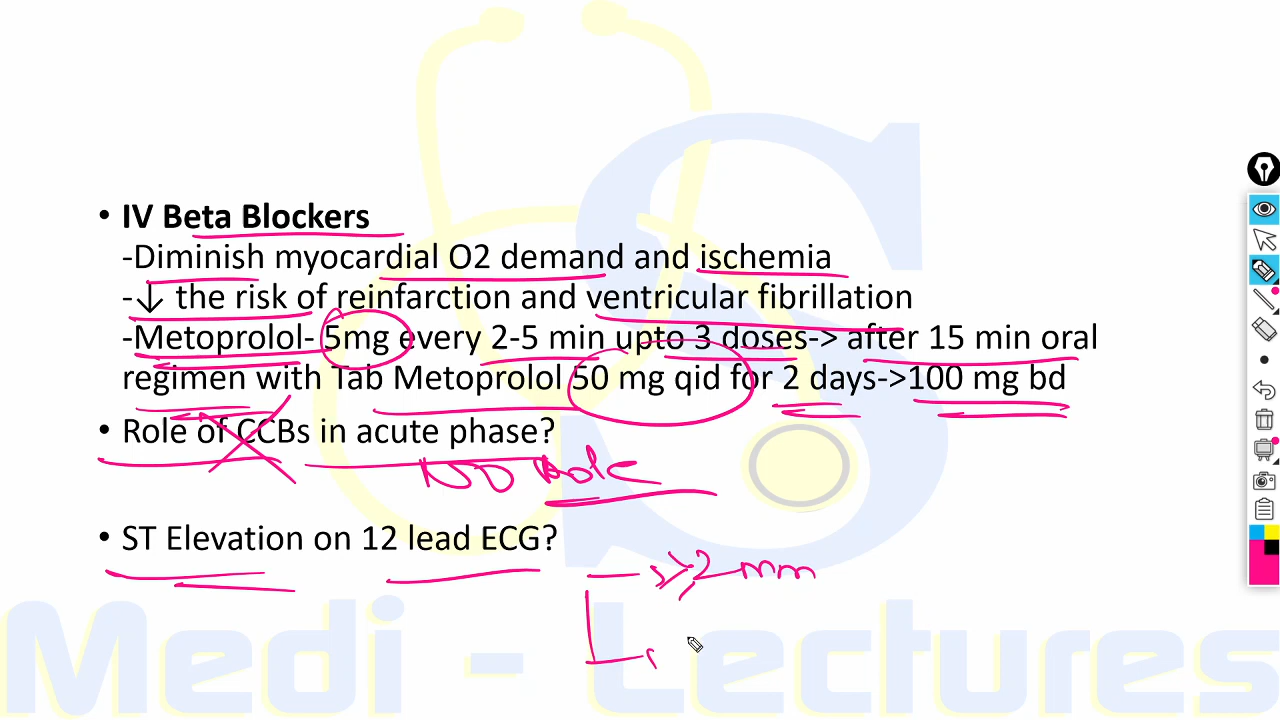 • IV Beta Blockers
-Diminish myocardial O2 demand and ischemia
-↓ the risk of reinfarction and ventricular fibrillation
-Metoprolol- 5mg every 2-5 min upto 3 doses-> after 15 min oral
regimen with Tab Metoprolol 50 mg qid for 2 days->100 mg bd
• Role of CCBs in acute phase?
NO Role
• ST Elevation on 12 lead ECG?
≥2 mm
Medi - Lectures